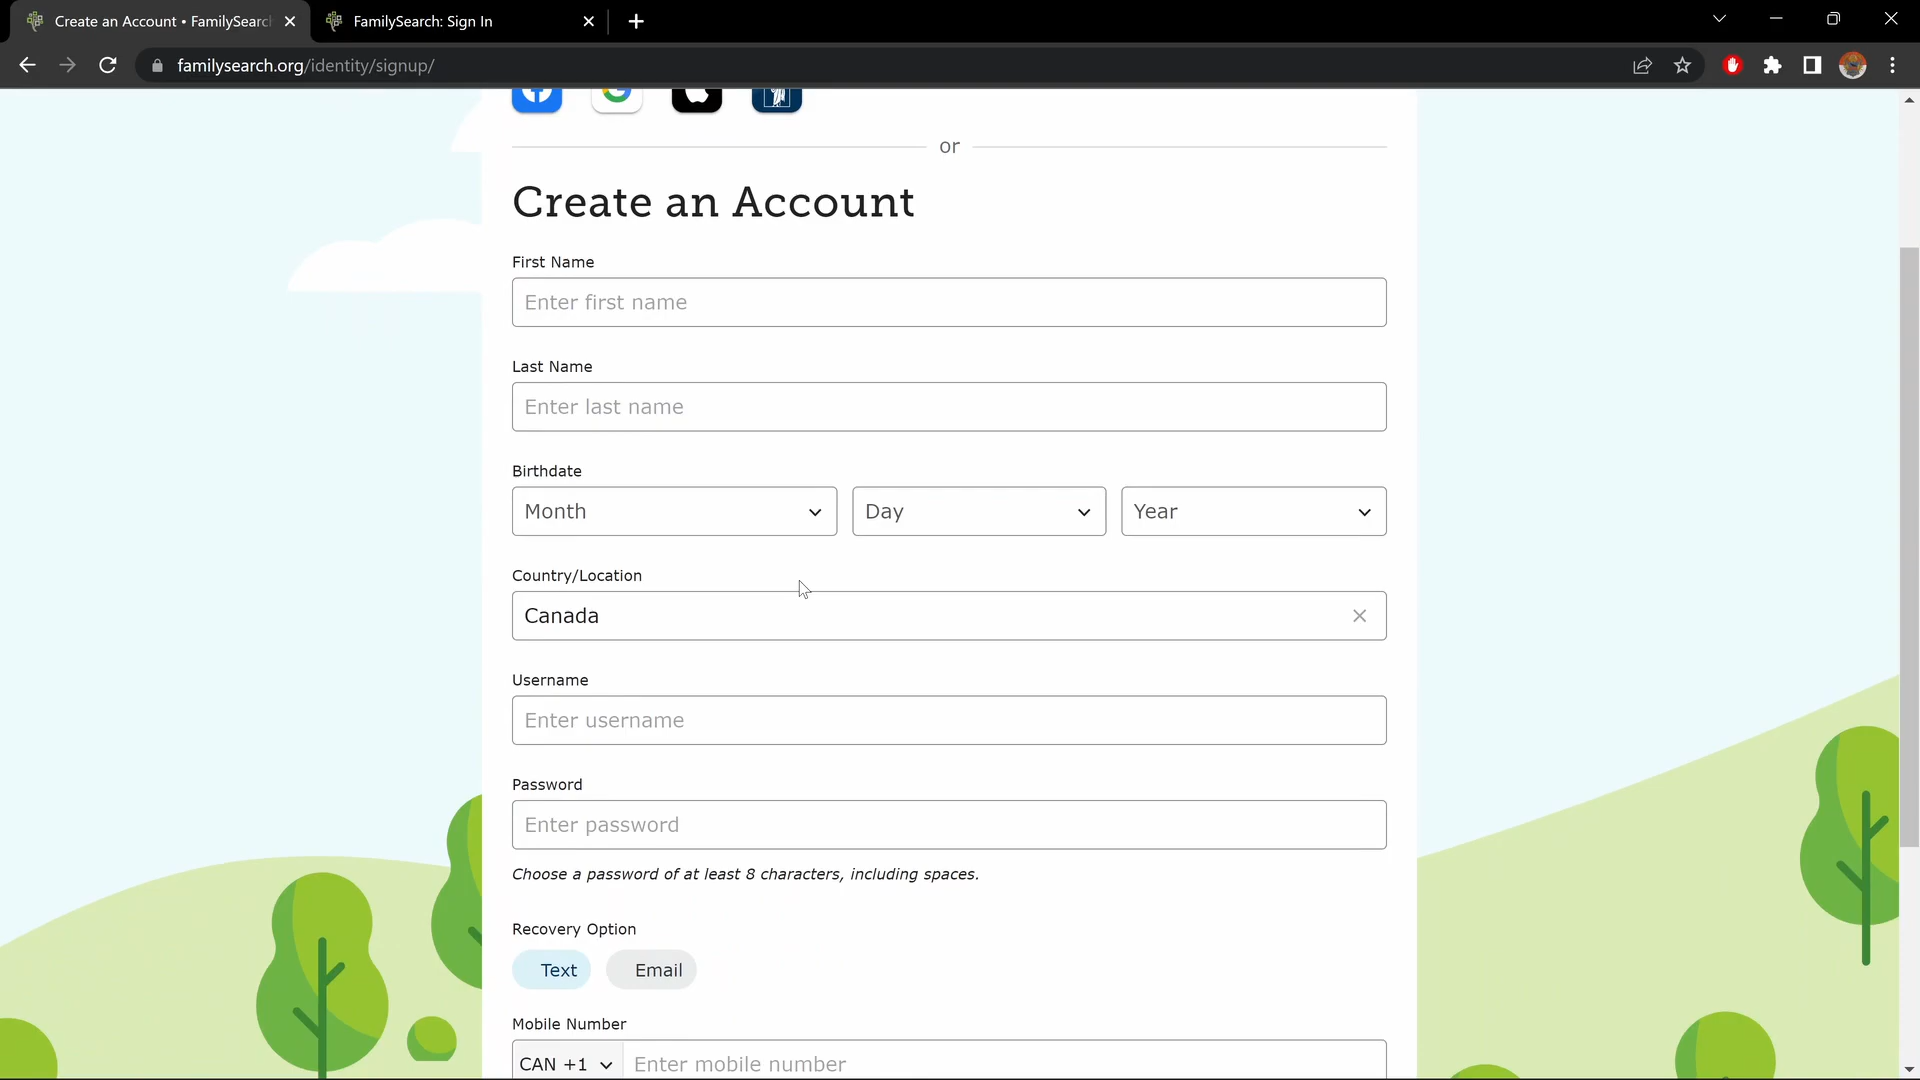 Create an Account • FamilySearch
FamilySearch: Sign In
familysearch.org/identity/signup/
or
Create an Account
First Name
Enter first name
Last Name
Enter last name
Birthdate
Month Day Year
Country/Location
Canada
Username
Enter username
Password
Enter password
Choose a password of at least 8 characters, including spaces.
Recovery Option
Text Email
Mobile Number
CAN +1 Enter mobile number